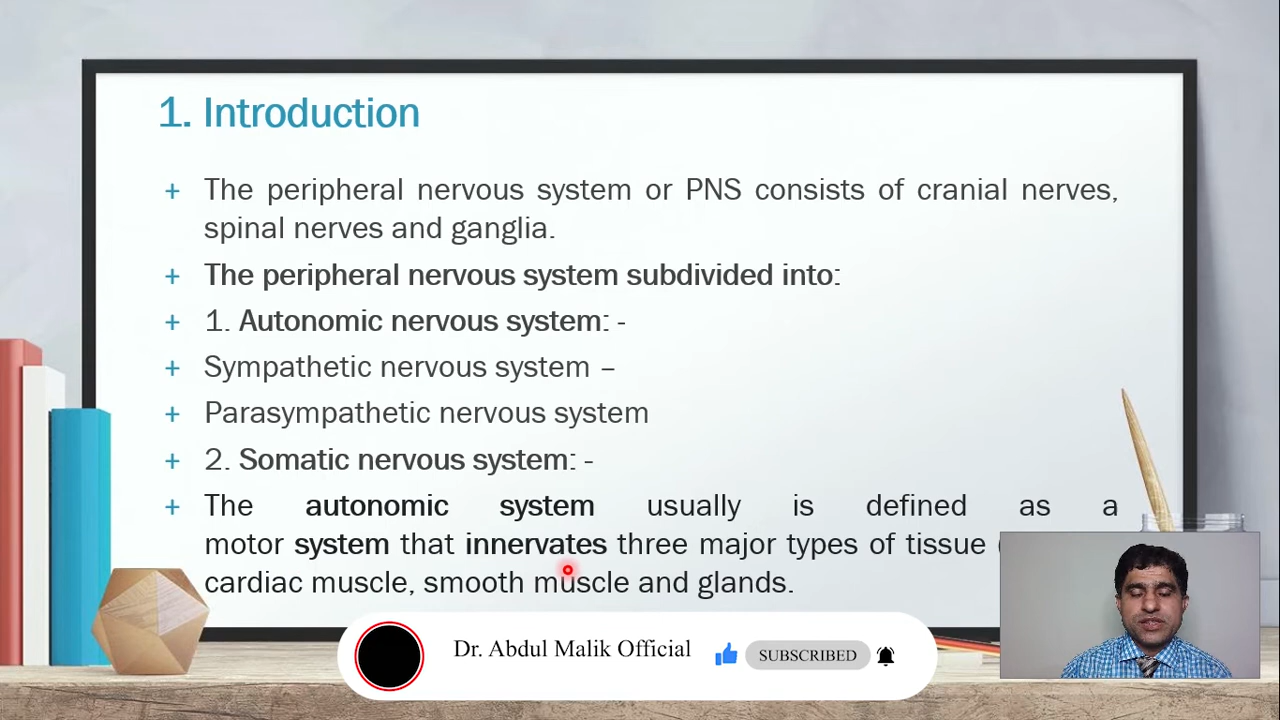 1. Introduction
+ The peripheral nervous system or PNS consists of cranial nerves,
spinal nerves and ganglia.
+ The peripheral nervous system subdivided into:
+ 1. Autonomic nervous system: -
+ Sympathetic nervous system –
+ Parasympathetic nervous system
+ 2. Somatic nervous system: -
+ The autonomic system usually is defined as a
motor system that innervates three major types of tissue
cardiac muscle, smooth muscle and glands.
Dr. Abdul Malik Official
SUBSCRIBED